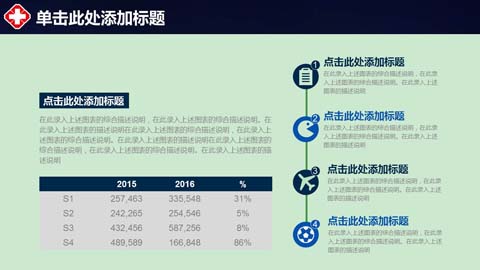 单击此处添加标题
点击此处添加标题
在此录入上述图表的综合描述说明，在此录入上述图表的综合描述说明。在
此录入上述图表的描述说明在此录入上述图表的综合描述说明，在此录入上
述图表的综合描述说明。在此录入上述图表的描述说明在此录入上述图表的
综合描述说明，在此录入上述图表的综合描述说明。在此录入上述图表的描
述说明
2015 2016 %
S1 257,463 335,548 31%
S2 242,265 254,546 5%
S3 432,456 587,256 8%
S4 489,589 166,848 86%
1
点击此处添加标题
在此录入上述图表的综合描述说明，在此录
入上述图表的综合描述说明。在此录入上述
图表的描述说明
2
点击此处添加标题
在此录入上述图表的综合描述说明，在此录
入上述图表的综合描述说明。在此录入上述
图表的描述说明
3
点击此处添加标题
在此录入上述图表的综合描述说明，在此录
入上述图表的综合描述说明。在此录入上述
图表的描述说明
4
点击此处添加标题
在此录入上述图表的综合描述说明，在此录
入上述图表的综合描述说明。在此录入上述
图表的描述说明